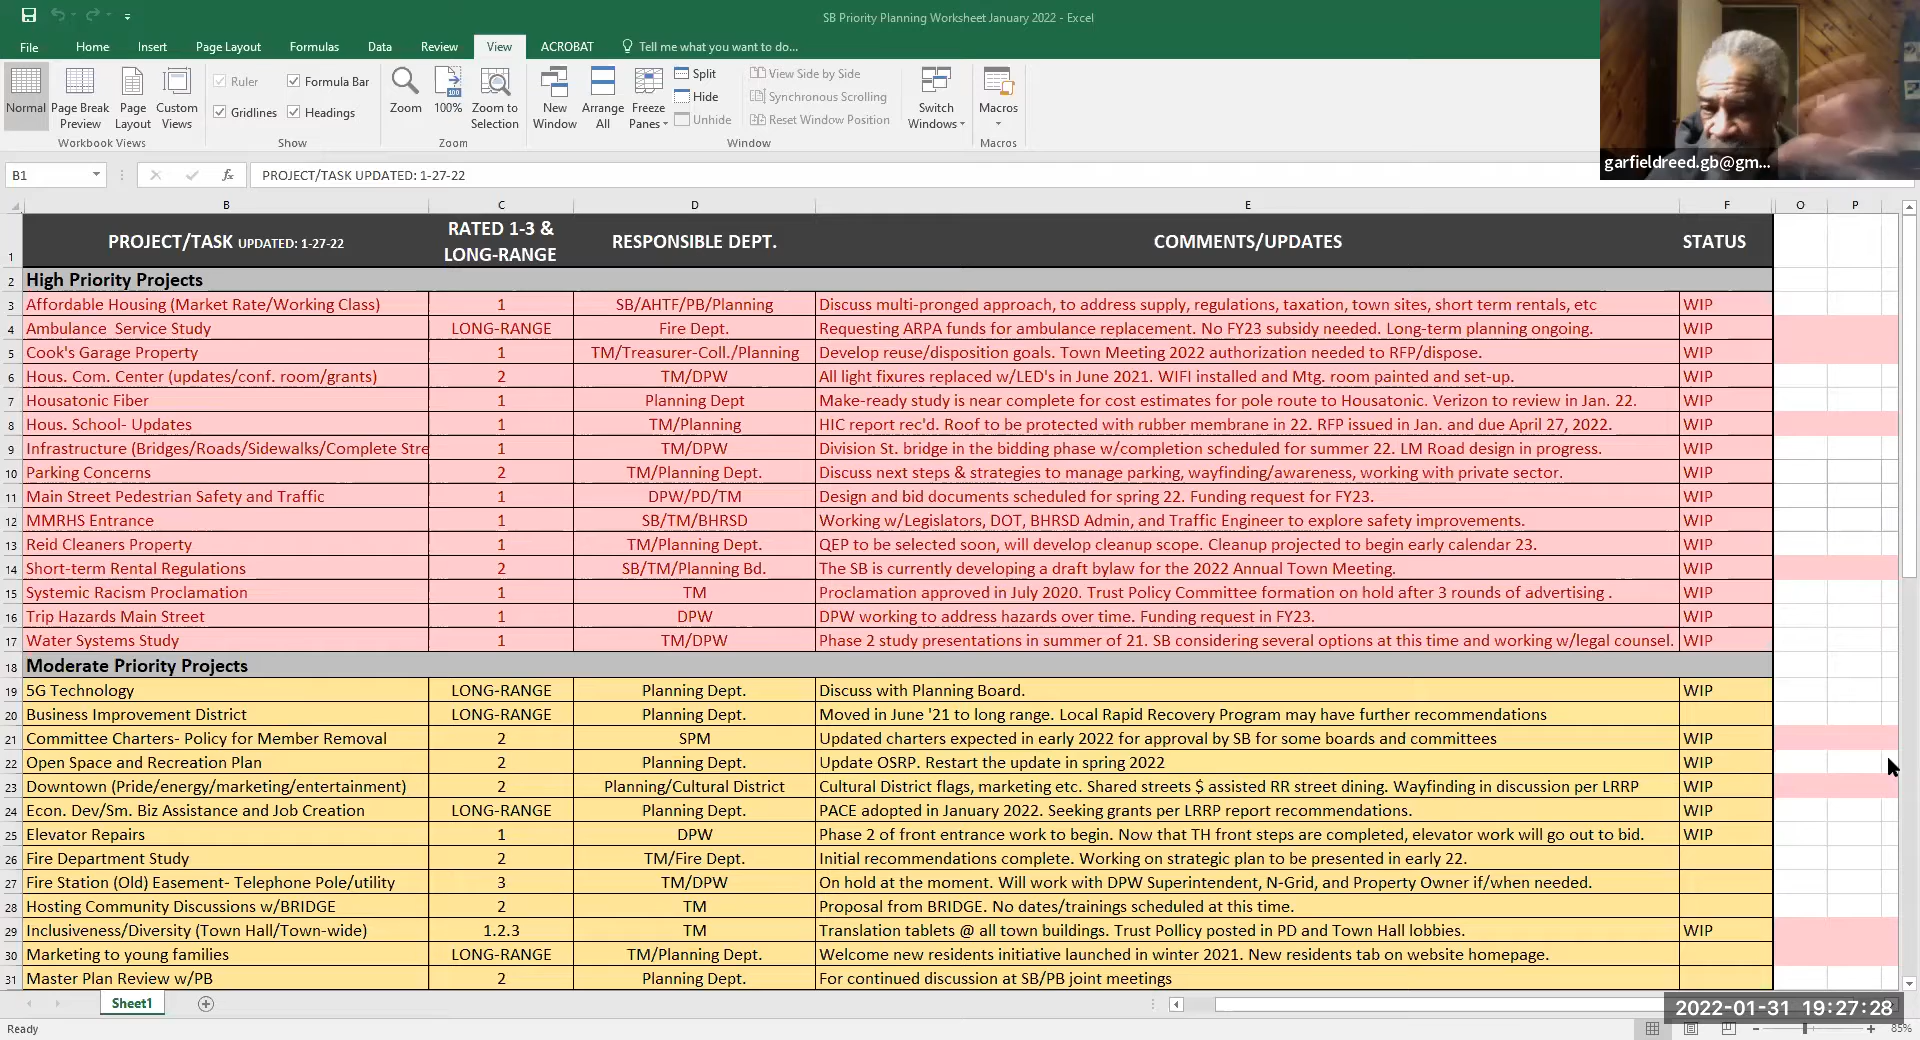 SB Priority Planning Worksheet January 2022 - Excel
File Home Insert Page Layout Formulas Data Review View ACROBAT Tell me what you want to do...
Normal
Page Break Preview
Page Layout
Custom Views
Workbook Views
Ruler
Formula Bar
Gridlines
Headings
Show
Zoom
100%
Zoom to Selection
Zoom
New Window
Arrange All
Freeze Panes
Split
Hide
Unhide
View Side by Side
Synchronous Scrolling
Reset Window Position
Window
Switch Windows
Macros
Macros
garfieldreed.gb@gm...
B1 fx PROJECT/TASK UPDATED: 1-27-22
B C D E F O P
1 PROJECT/TASK UPDATED: 1-27-22 RATED 1-3 & LONG-RANGE RESPONSIBLE DEPT. COMMENTS/UPDATES STATUS
2 High Priority Projects
3 Affordable Housing (Market Rate/Working Class) 1 SB/AHTF/PB/Planning Discuss multi-pronged approach, to address supply, regulations, taxation, town sites, short term rentals, etc WIP
4 Ambulance Service Study LONG-RANGE Fire Dept. Requesting ARPA funds for ambulance replacement. No FY23 subsidy needed. Long-term planning ongoing. WIP
5 Cook's Garage Property 1 TM/Treasurer-Coll./Planning Develop reuse/disposition goals. Town Meeting 2022 authorization needed to RFP/dispose. WIP
6 Hous. Com. Center (updates/conf. room/grants) 2 TM/DPW All light fixures replaced w/LED's in June 2021. WIFI installed and Mtg. room painted and set-up. WIP
7 Housatonic Fiber 1 Planning Dept Make-ready study is near complete for cost estimates for pole route to Housatonic. Verizon to review in Jan. 22. WIP
8 Hous. School- Updates 1 TM/Planning HIC report rec'd. Roof to be protected with rubber membrane in 22. RFP issued in Jan. and due April 27, 2022. WIP
9 Infrastructure (Bridges/Roads/Sidewalks/Complete Stre 1 TM/DPW Division St. bridge in the bidding phase w/completion scheduled for summer 22. LM Road design in progress. WIP
10 Parking Concerns 2 TM/Planning Dept. Discuss next steps & strategies to manage parking, wayfinding/awareness, working with private sector. WIP
11 Main Street Pedestrian Safety and Traffic 1 DPW/PD/TM Design and bid documents scheduled for spring 22. Funding request for FY23. WIP
12 MMRHS Entrance 1 SB/TM/BHRSD Working w/Legislators, DOT, BHRSD Admin, and Traffic Engineer to explore safety improvements. WIP
13 Reid Cleaners Property 1 TM/Planning Dept. QEP to be selected soon, will develop cleanup scope. Cleanup projected to begin early calendar 23. WIP
14 Short-term Rental Regulations 2 SB/TM/Planning Bd. The SB is currently developing a draft bylaw for the 2022 Annual Town Meeting. WIP
15 Systemic Racism Proclamation 1 TM Proclamation approved in July 2020. Trust Policy Committee formation on hold after 3 rounds of advertising . WIP
16 Trip Hazards Main Street 1 DPW DPW working to address hazards over time. Funding request in FY23. WIP
17 Water Systems Study 1 TM/DPW Phase 2 study presentations in summer of 21. SB considering several options at this time and working w/legal counsel. WIP
18 Moderate Priority Projects
19 5G Technology LONG-RANGE Planning Dept. Discuss with Planning Board. WIP
20 Business Improvement District LONG-RANGE Planning Dept. Moved in June '21 to long range. Local Rapid Recovery Program may have further recommendations
21 Committee Charters- Policy for Member Removal 2 SPM Updated charters expected in early 2022 for approval by SB for some boards and committees WIP
22 Open Space and Recreation Plan 2 Planning Dept. Update OSRP. Restart the update in spring 2022 WIP
23 Downtown (Pride/energy/marketing/entertainment) 2 Planning/Cultural District Cultural District flags, marketing etc. Shared streets $ assisted RR street dining. Wayfinding in discussion per LRRP WIP
24 Econ. Dev/Sm. Biz Assistance and Job Creation LONG-RANGE Planning Dept. PACE adopted in January 2022. Seeking grants per LRRP report recommendations. WIP
25 Elevator Repairs 1 DPW Phase 2 of front entrance work to begin. Now that TH front steps are completed, elevator work will go out to bid. WIP
26 Fire Department Study 2 TM/Fire Dept. Initial recommendations complete. Working on strategic plan to be presented in early 22.
27 Fire Station (Old) Easement- Telephone Pole/utility 3 TM/DPW On hold at the moment. Will work with DPW Superintendent, N-Grid, and Property Owner if/when needed.
28 Hosting Community Discussions w/BRIDGE 2 TM Proposal from BRIDGE. No dates/trainings scheduled at this time.
29 Inclusiveness/Diversity (Town Hall/Town-wide) 1.2.3 TM Translation tablets @ all town buildings. Trust Pollicy posted in PD and Town Hall lobbies. WIP
30 Marketing to young families LONG-RANGE TM/Planning Dept. Welcome new residents initiative launched in winter 2021. New residents tab on website homepage.
31 Master Plan Review w/PB 2 Planning Dept. For continued discussion at SB/PB joint meetings
Sheet1
2022-01-31 19:27:28
Ready 85%